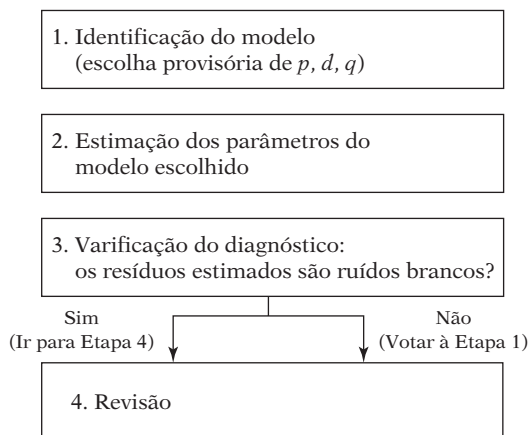 1. Identificação do modelo
(escolha provisória de p, d, q)
2. Estimação dos parâmetros do
modelo escolhido
3. Varificação do diagnóstico:
os resíduos estimados são ruídos brancos?
Sim
(Ir para Etapa 4)
Não
(Votar à Etapa 1)
4. Revisão